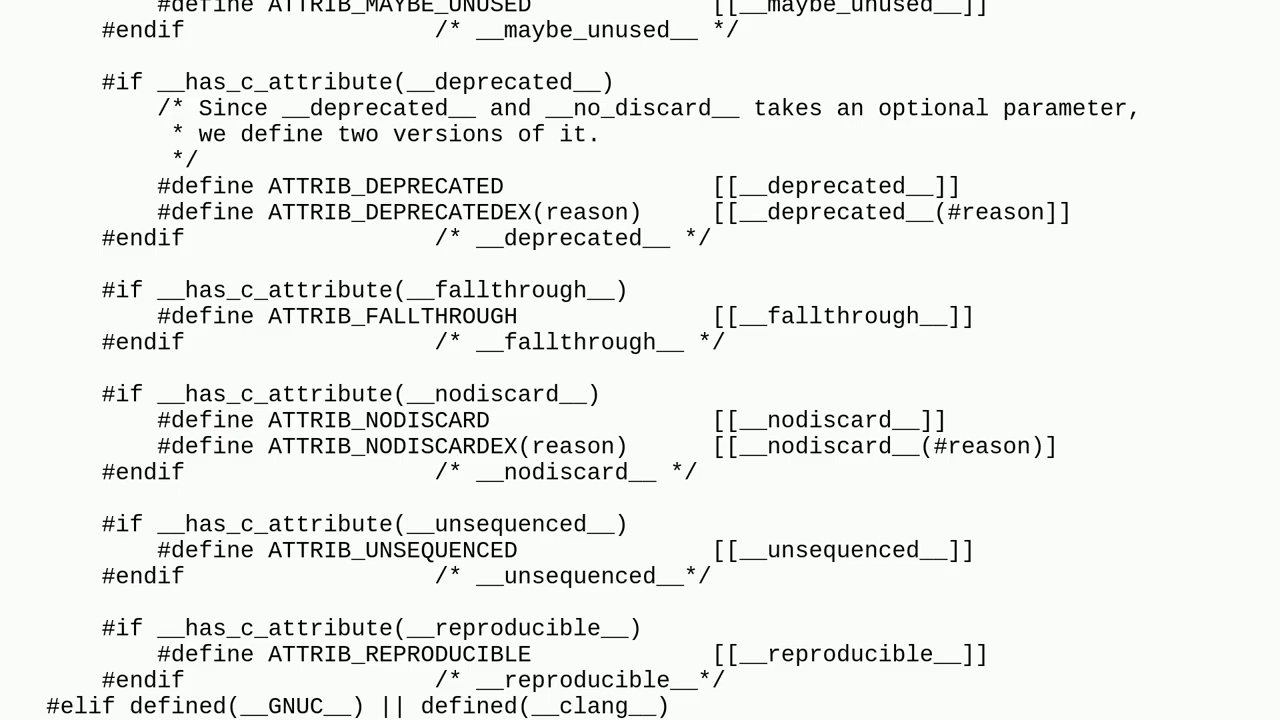 #define ATTRIB_MAYBE_UNUSED [[__maybe_unused__]]
#endif /* __maybe_unused__ */
#if __has_c_attribute(__deprecated__)
/* Since __deprecated__ and __no_discard__ takes an optional parameter,
* we define two versions of it.
*/
#define ATTRIB_DEPRECATED [[__deprecated__]]
#define ATTRIB_DEPRECATEDEX(reason) [[__deprecated__(#reason]]
#endif /* __deprecated__ */
#if __has_c_attribute(__fallthrough__)
#define ATTRIB_FALLTHROUGH [[__fallthrough__]]
#endif /* __fallthrough__ */
#if __has_c_attribute(__nodiscard__)
#define ATTRIB_NODISCARD [[__nodiscard__]]
#define ATTRIB_NODISCARDEX(reason) [[__nodiscard__(#reason)]
#endif /* __nodiscard__ */
#if __has_c_attribute(__unsequenced__)
#define ATTRIB_UNSEQUENCED [[__unsequenced__]]
#endif /* __unsequenced__*/
#if __has_c_attribute(__reproducible__)
#define ATTRIB_REPRODUCIBLE [[__reproducible__]]
#endif /* __reproducible__*/
#elif defined(__GNUC__) || defined(__clang__)